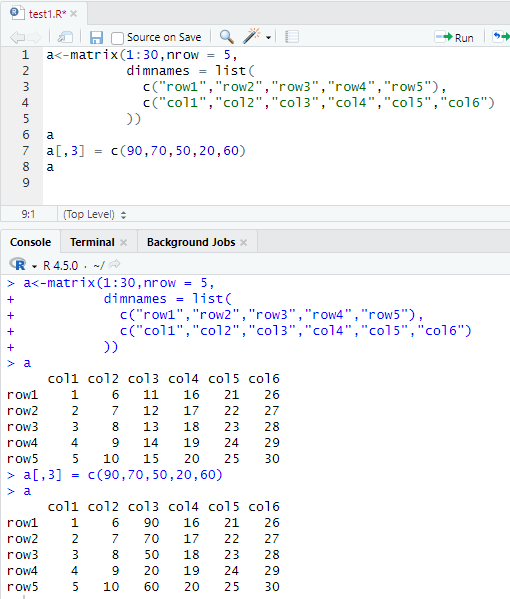 test1.R* ×
Source on Save Run
1 a<-matrix(1:30,nrow = 5,
2           dimnames = list(
3             c("row1","row2","row3","row4","row5"),
4             c("col1","col2","col3","col4","col5","col6")
5           ))
6 a
7 a[,3] = c(90,70,50,20,60)
8 a
9
9:1 (Top Level)
Console Terminal × Background Jobs ×
R 4.5.0 · ~/
> a<-matrix(1:30,nrow = 5,
+           dimnames = list(
+             c("row1","row2","row3","row4","row5"),
+             c("col1","col2","col3","col4","col5","col6")
+           ))
> a
     col1 col2 col3 col4 col5 col6
row1    1    6   11   16   21   26
row2    2    7   12   17   22   27
row3    3    8   13   18   23   28
row4    4    9   14   19   24   29
row5    5   10   15   20   25   30
> a[,3] = c(90,70,50,20,60)
> a
     col1 col2 col3 col4 col5 col6
row1    1    6   90   16   21   26
row2    2    7   70   17   22   27
row3    3    8   50   18   23   28
row4    4    9   20   19   24   29
row5    5   10   60   20   25   30